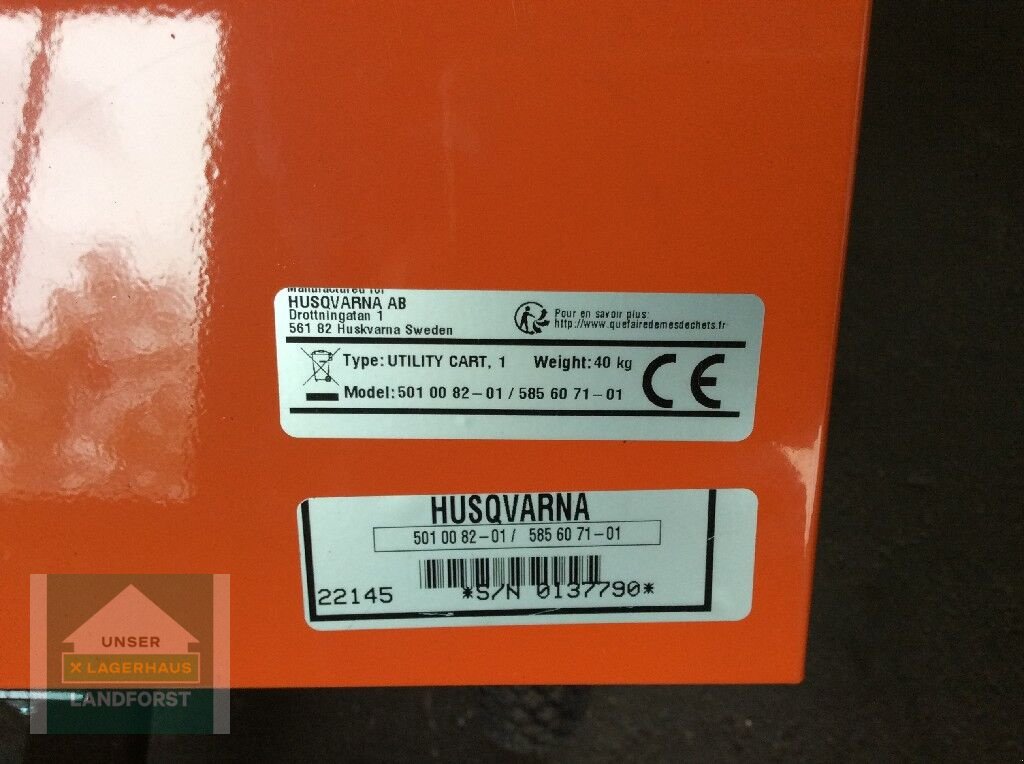 Manufactured for
HUSQVARNA AB
Drottningatan 1
561 82 Huskvarna Sweden
Pour en savoir plus:
http://www.quefairedemesdechets.fr
Type: UTILITY CART, 1 Weight: 40 kg
Model: 501 00 82-01 / 585 60 71-01
CE
HUSQVARNA
501 00 82-01 / 585 60 71-01
22145 *S/N 0137790*
UNSER
X LAGERHAUS
LANDFORST